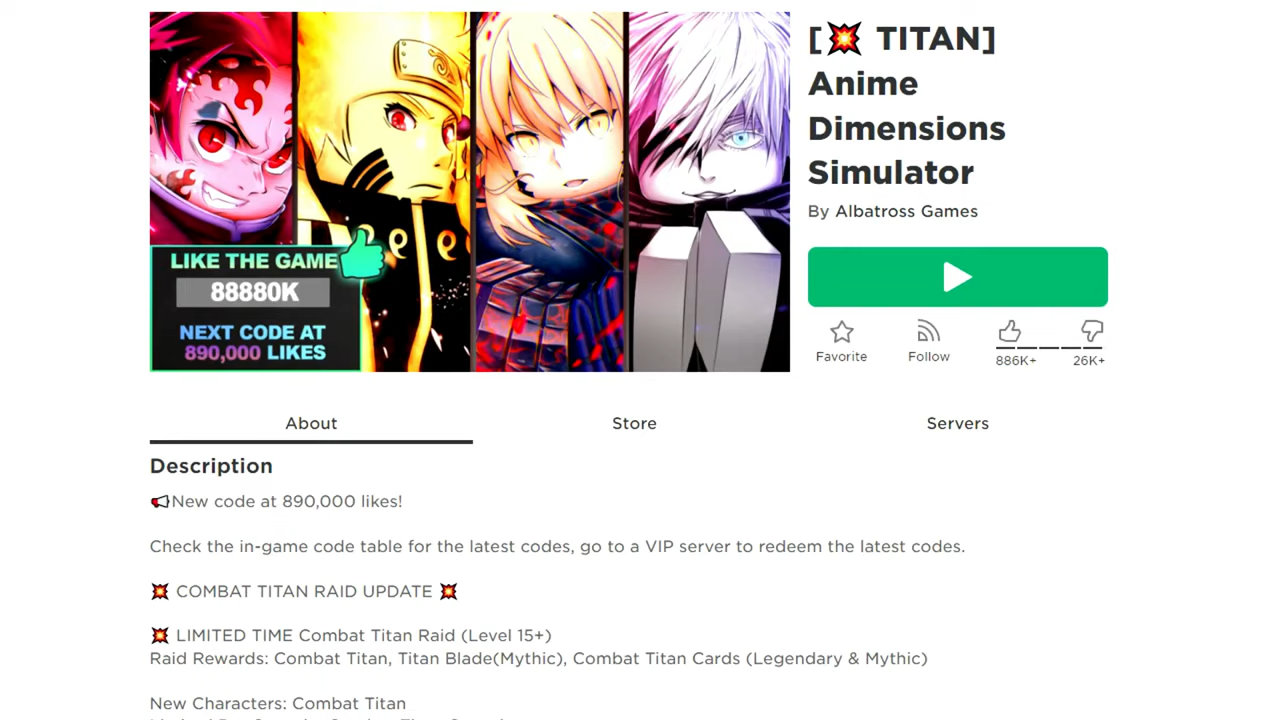 [💥 TITAN]
Anime
Dimensions
Simulator
By Albatross Games
LIKE THE GAME
88880K
NEXT CODE AT
890,000 LIKES
Favorite
Follow
886K+
26K+
About
Store
Servers
Description
📢New code at 890,000 likes!
Check the in-game code table for the latest codes, go to a VIP server to redeem the latest codes.
💥 COMBAT TITAN RAID UPDATE 💥
💥 LIMITED TIME Combat Titan Raid (Level 15+)
Raid Rewards: Combat Titan, Titan Blade(Mythic), Combat Titan Cards (Legendary & Mythic)
New Characters: Combat Titan